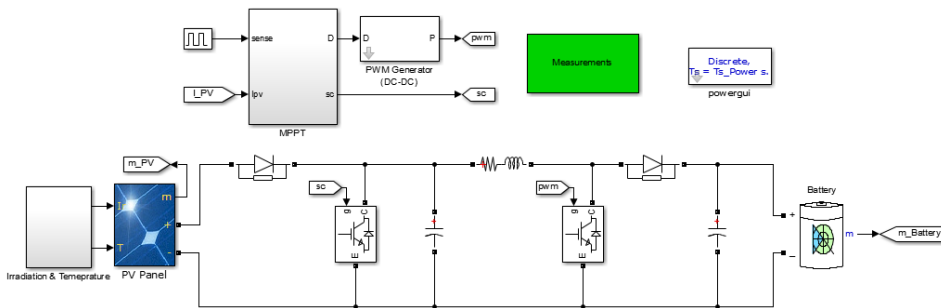 sense
D
D
P
pwm
Measurements
Discrete,
Ts = Ts_Power s.
powergui
PWM Generator
(DC-DC)
I_PV
Ipv
sc
sc
MPPT
m_PV
m
+
-
T
PV Panel
Irradiation & Temeprature
sc
g
C
E
pwm
g
C
E
Battery
+
m
_
m_Battery